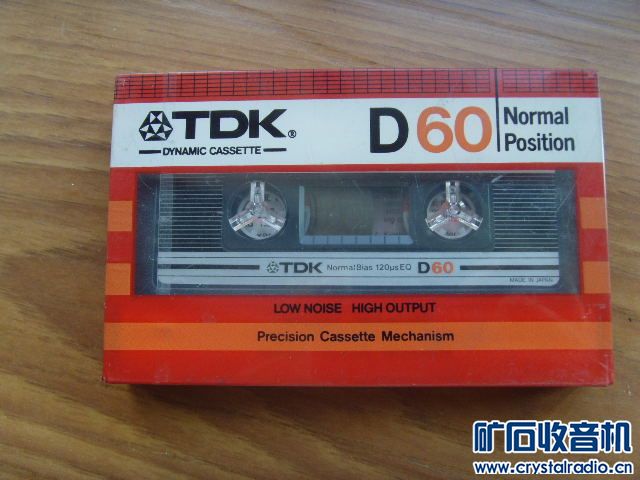 TDK®
DYNAMIC CASSETTE
D60
Normal
Position
TDK Normal Bias 120µs EQ D60
MADE IN JAPAN
LOW NOISE HIGH OUTPUT
Precision Cassette Mechanism
矿石收音机
www.crystalradio.cn